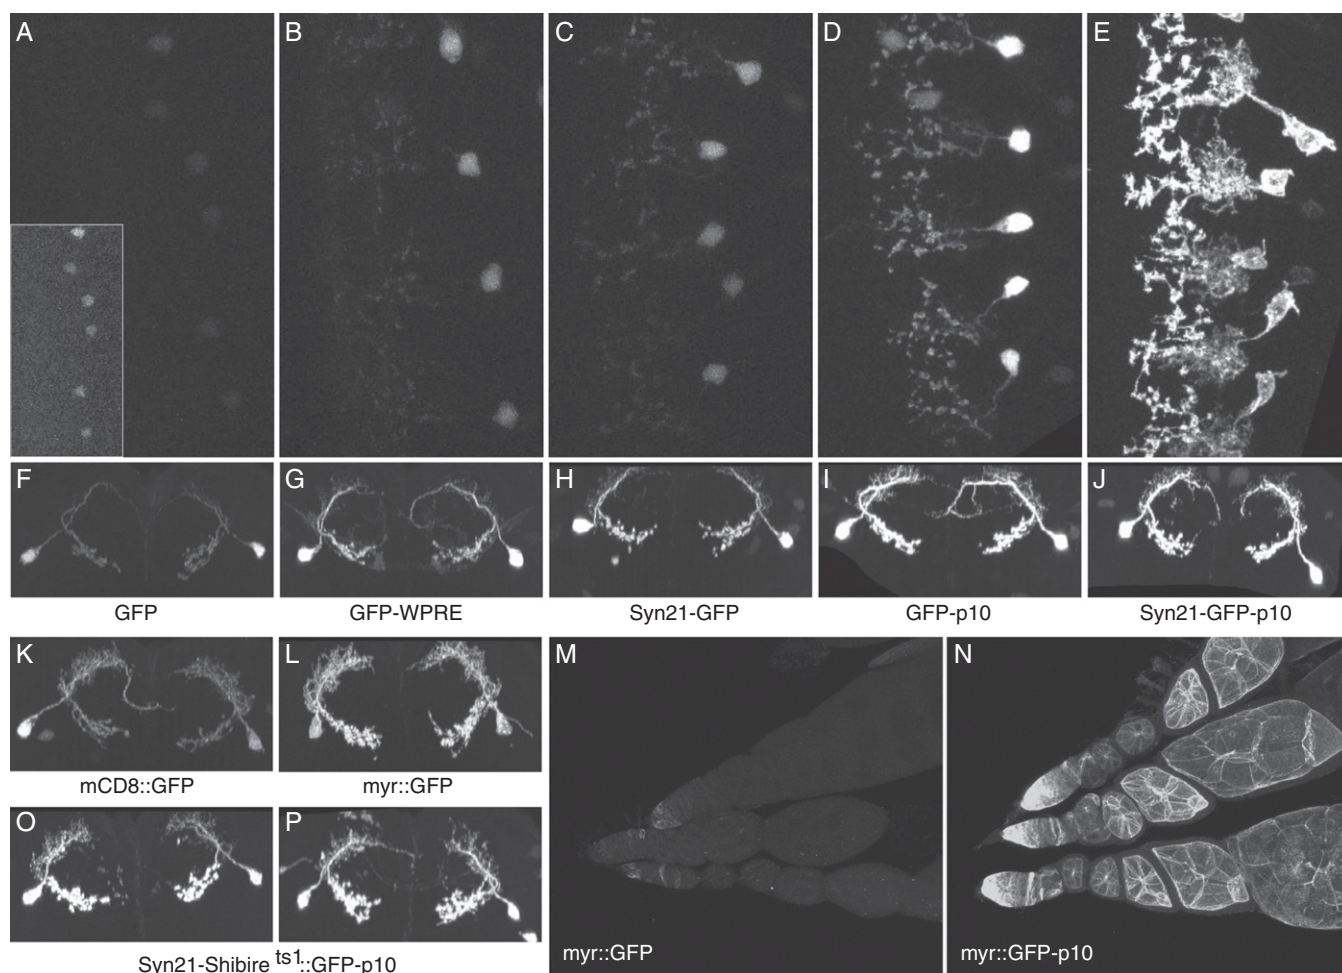 A B C D E
F G H I J
GFP GFP-WPRE Syn21-GFP GFP-p10 Syn21-GFP-p10
K L M N
mCD8::GFP myr::GFP
O P
myr::GFP myr::GFP-p10
Syn21-Shibire ts1::GFP-p10